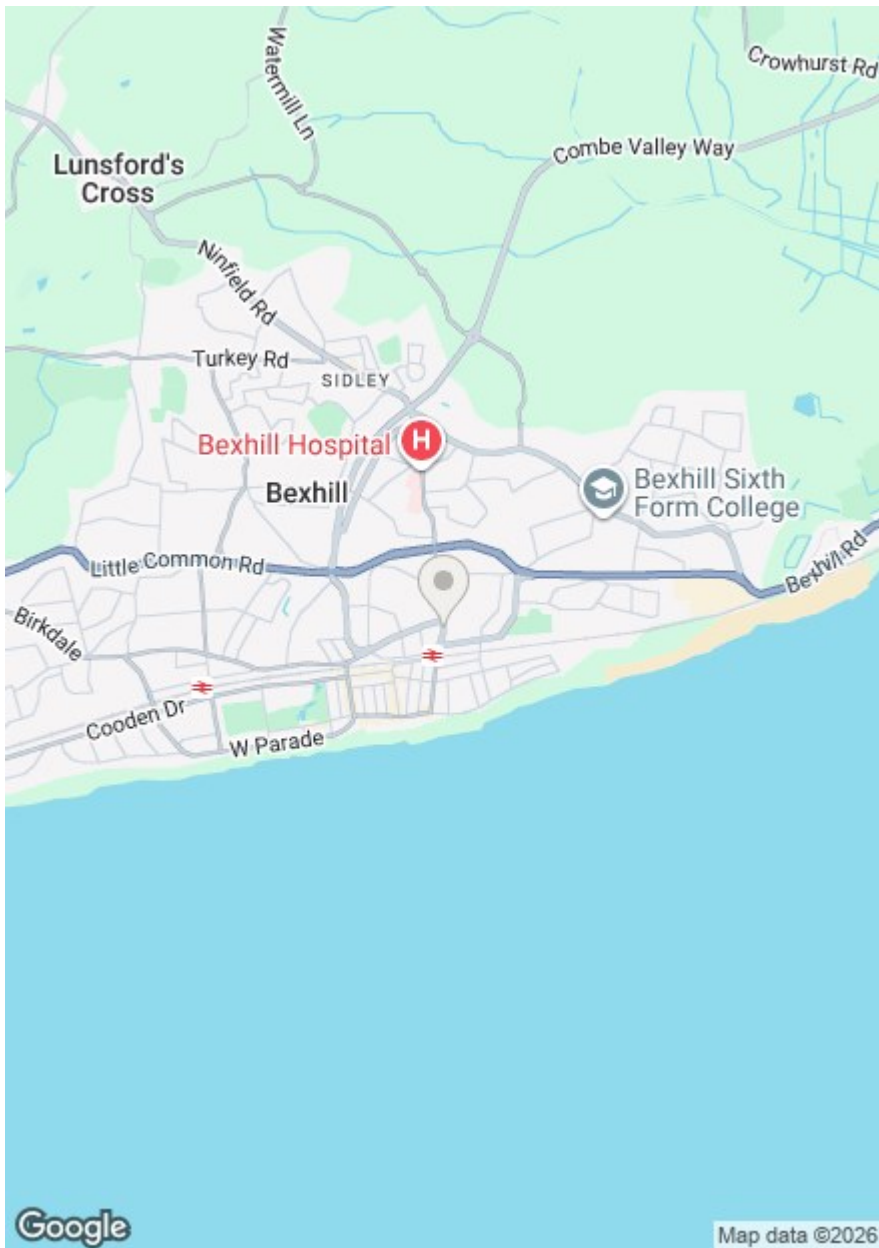 Watermill Ln
Crowhurst Rd
Combe Valley Way
Lunsford's
Cross
Ninfield Rd
Turkey Rd
SIDLEY
Bexhill Hospital
H
Bexhill
Bexhill Sixth
Form College
Little Common Rd
Bexhill Rd
Birkdale
Cooden Dr
W Parade
Google
Map data ©2026